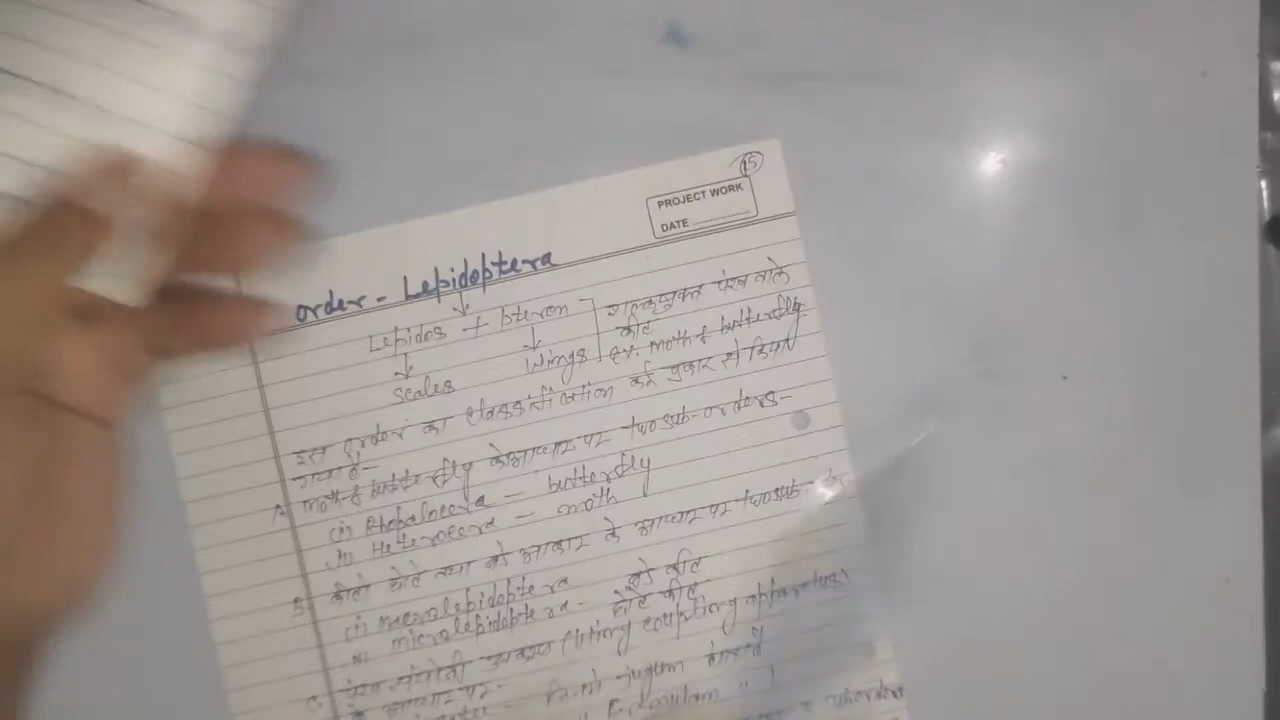 15
PROJECT WORK
DATE ..................
order - Lepidoptera
Lepidos + pteron
शल्कयुक्त पंख वाले
कीट
scales
Wings
ex. moth & butterfly.
इस order का classification कई प्रकार से किया
गया है-
A. moth & butterfly के आधार पर two sub-orders-
(i) Rhopalocera - butterfly
(ii) Heterocera - moth
B. कीटो छोटे तथा बड़े आकार के आधार पर two sub-
(i) macrolepidoptera बड़े कीट
(ii) microlepidoptera - छोटे कीट
C. पंख उपकरण (Wing coupling apparatus)
के आधार पर-
jugum